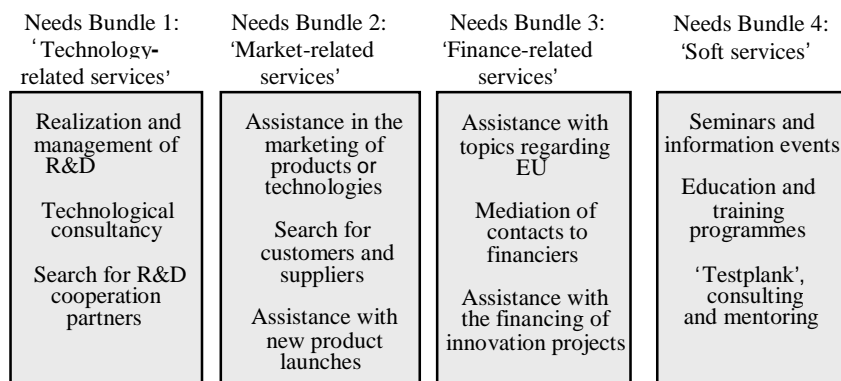 Needs Bundle 1:
‘Technology-
related services’
Realization and
management of
R&D
Technological
consultancy
Search for R&D
cooperation
partners
Needs Bundle 2:
‘Market-related
services’
Assistance in the
marketing of
products or
technologies
Search for
customers and
suppliers
Assistance with
new product
launches
Needs Bundle 3:
‘Finance-related
services’
Assistance with
topics regarding
EU
Mediation of
contacts to
financiers
Assistance with
the financing of
innovation projects
Needs Bundle 4:
‘Soft services’
Seminars and
information events
Education and
training
programmes
‘Testplank’,
consulting
and mentoring